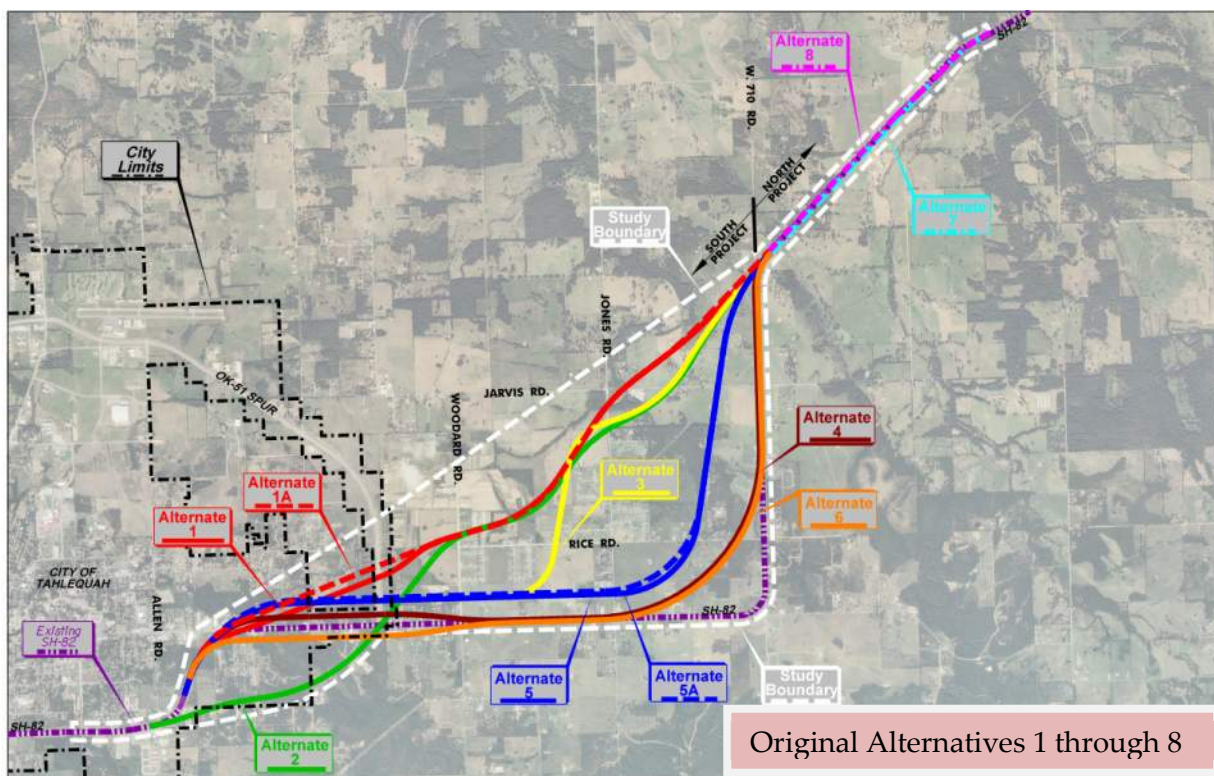 SH-82
Alternate
8
W. 710 RD.
City
Limits
NORTH
PROJECT
Alternate
7
Study
Boundary
SOUTH
PROJECT
JONES RD.
OK-51 SPUR
JARVIS RD.
WOODARD RD.
Alternate
4
Alternate
1A
Alternate
3
Alternate
1
Alternate
6
RICE RD.
CITY OF
TAHLEQUAH
ALLEN RD.
SH-82
Existing
SH-82
Alternate
5
Alternate
5A
Study
Boundary
SH-82
Alternate
2
Original Alternatives 1 through 8